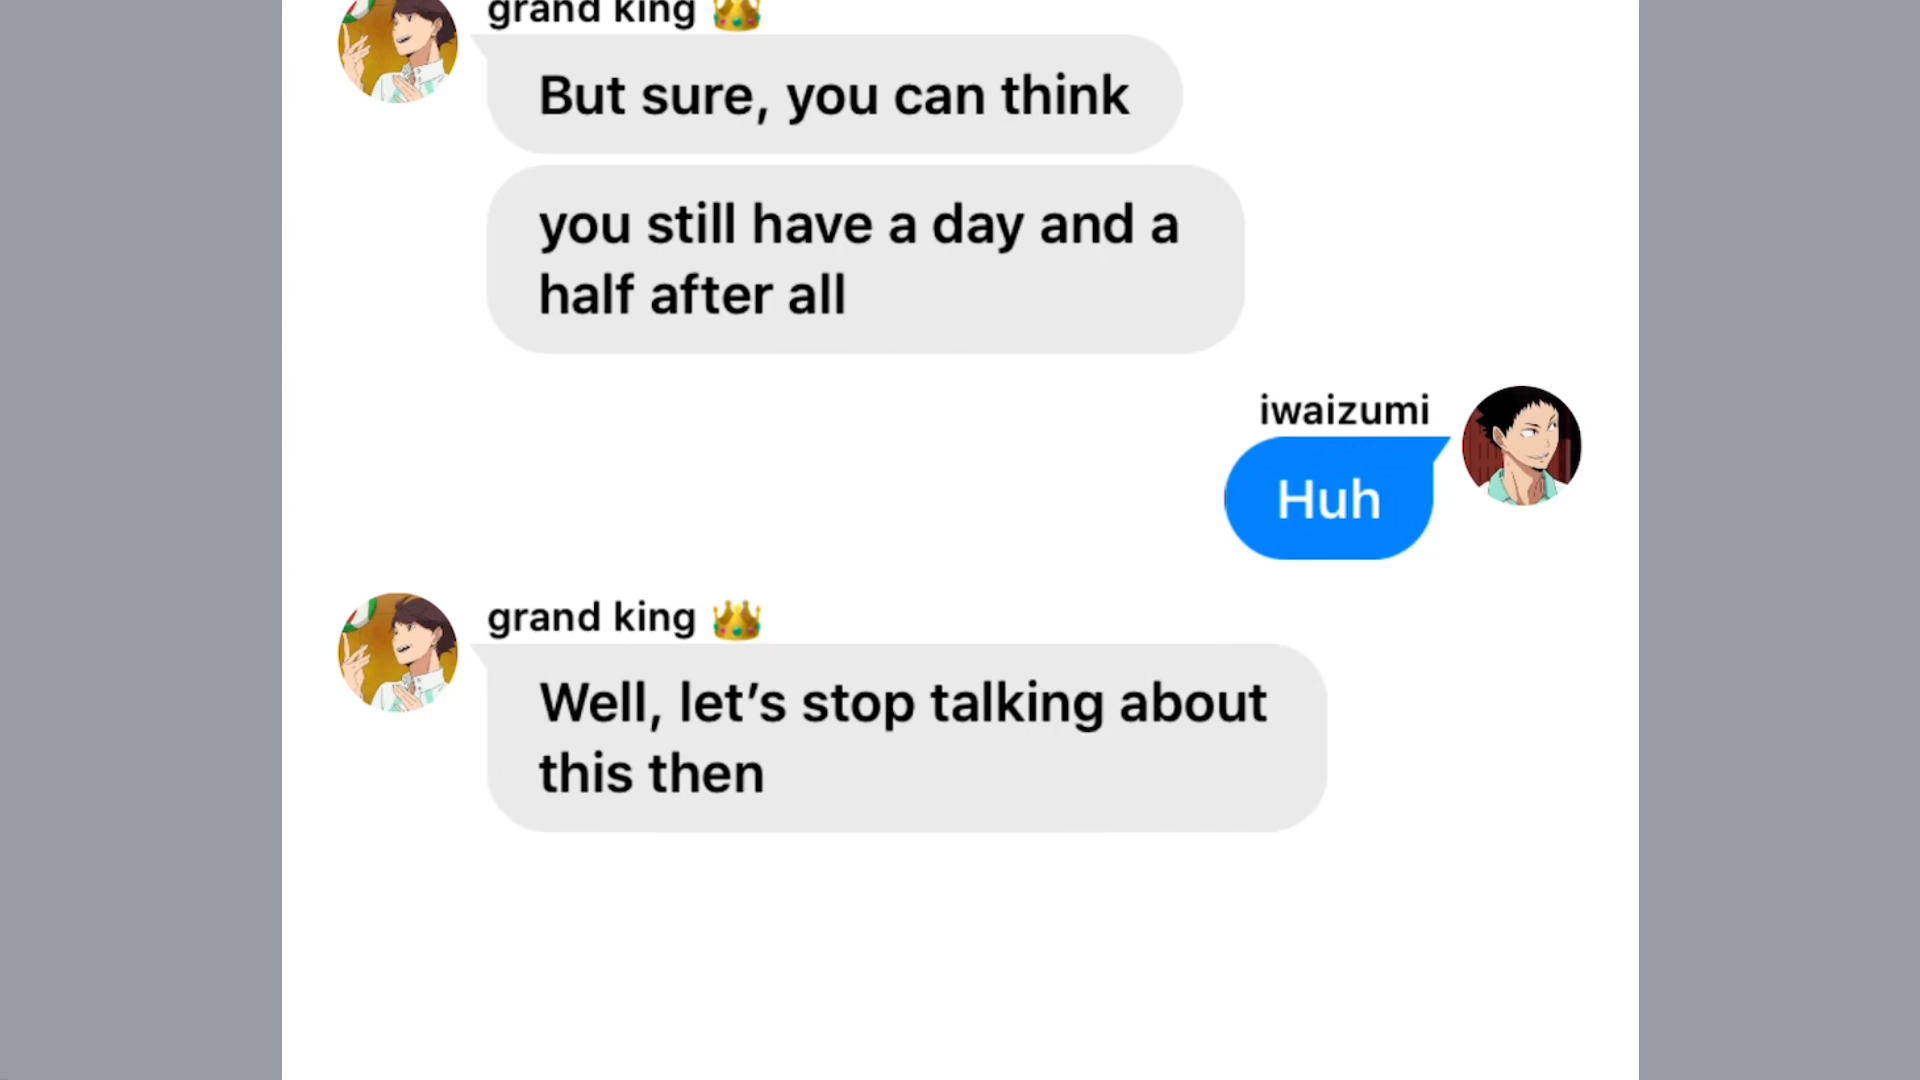 grand king 👑
But sure, you can think
you still have a day and a
half after all
iwaizumi
Huh
grand king 👑
Well, let’s stop talking about
this then